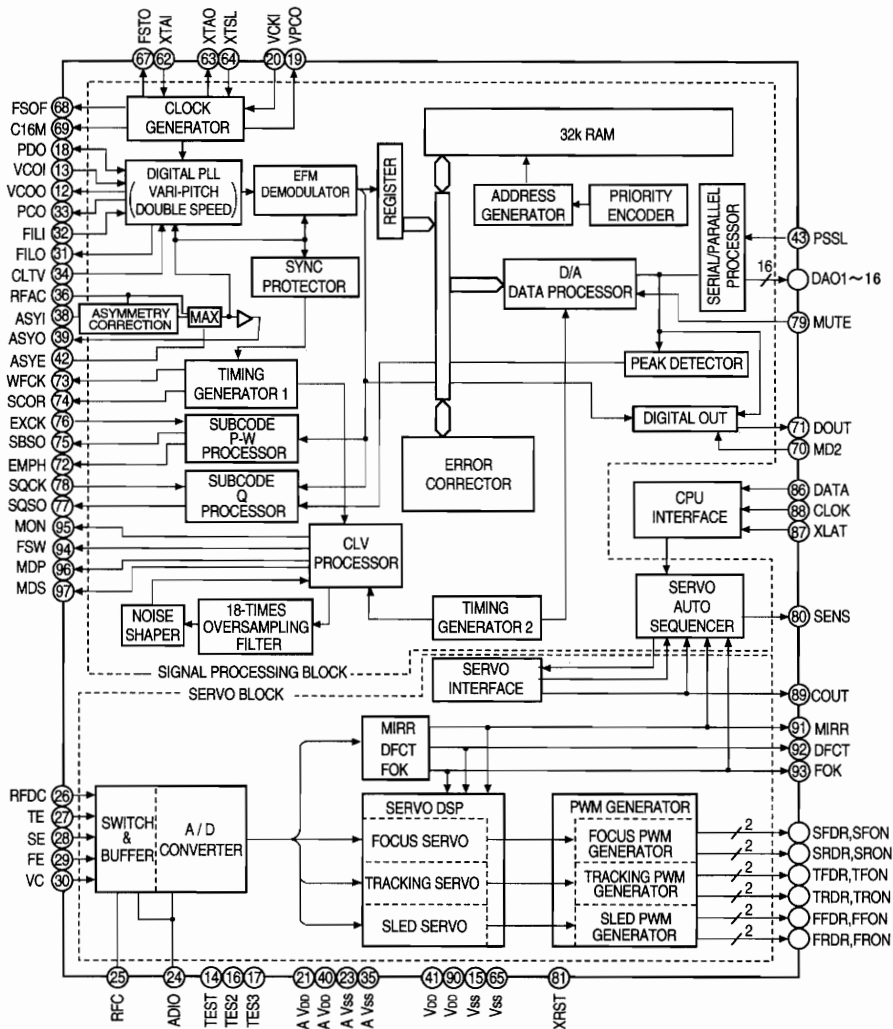 FSTO
XTAI
XTAO
XTSL
VCKI
VPCO
67
62
63
64
20
19
FSOF 68
C16M 69
PDO 18
VCOI 13
VCOO 12
PCO 33
FILI 32
FILO 31
CLTV 34
RFAC 36
ASYI 38
ASYO 39
ASYE 42
WFCK 73
SCOR 74
EXCK 76
SBSO 75
EMPH 72
SQCK 78
SQSO 77
MON 95
FSW 94
MDP 96
MDS 97
CLOCK
GENERATOR
DIGITAL PLL
VARI-PITCH
(DOUBLE SPEED)
EFM
DEMODULATOR
REGISTER
32k RAM
ADDRESS
GENERATOR
PRIORITY
ENCODER
SERIAL/PARALLEL
PROCESSOR
SYNC
PROTECTOR
D/A
DATA PROCESSOR
ASYMMETRY
CORRECTION
MAX
16
43 PSSL
DAO1~16
79 MUTE
PEAK DETECTOR
TIMING
GENERATOR 1
DIGITAL OUT
71 DOUT
70 MD2
SUBCODE
P-W
PROCESSOR
ERROR
CORRECTOR
SUBCODE
Q
PROCESSOR
CPU
INTERFACE
86 DATA
88 CLOK
87 XLAT
CLV
PROCESSOR
NOISE
SHAPER
18-TIMES
OVERSAMPLING
FILTER
TIMING
GENERATOR 2
SERVO
AUTO
SEQUENCER
80 SENS
SIGNAL PROCESSING BLOCK
SERVO BLOCK
SERVO
INTERFACE
89 COUT
MIRR
DFCT
FOK
91 MIRR
92 DFCT
93 FOK
RFDC 26
TE 27
SE 28
FE 29
VC 30
SWITCH
&
BUFFER
A / D
CONVERTER
SERVO DSP
FOCUS SERVO
TRACKING SERVO
SLED SERVO
PWM GENERATOR
FOCUS PWM
GENERATOR
TRACKING PWM
GENERATOR
SLED PWM
GENERATOR
2 SFDR,SFON
2 SRDR,SRON
2 TFDR,TFON
2 TRDR,TRON
2 FFDR,FFON
2 FRDR,FRON
25
24
14
16
17
21
40
23
35
41
90
15
65
81
RFC
ADIO
TEST
TES2
TES3
A VDD
A VDD
A VSS
A VSS
VDD
VDD
VSS
VSS
XRST